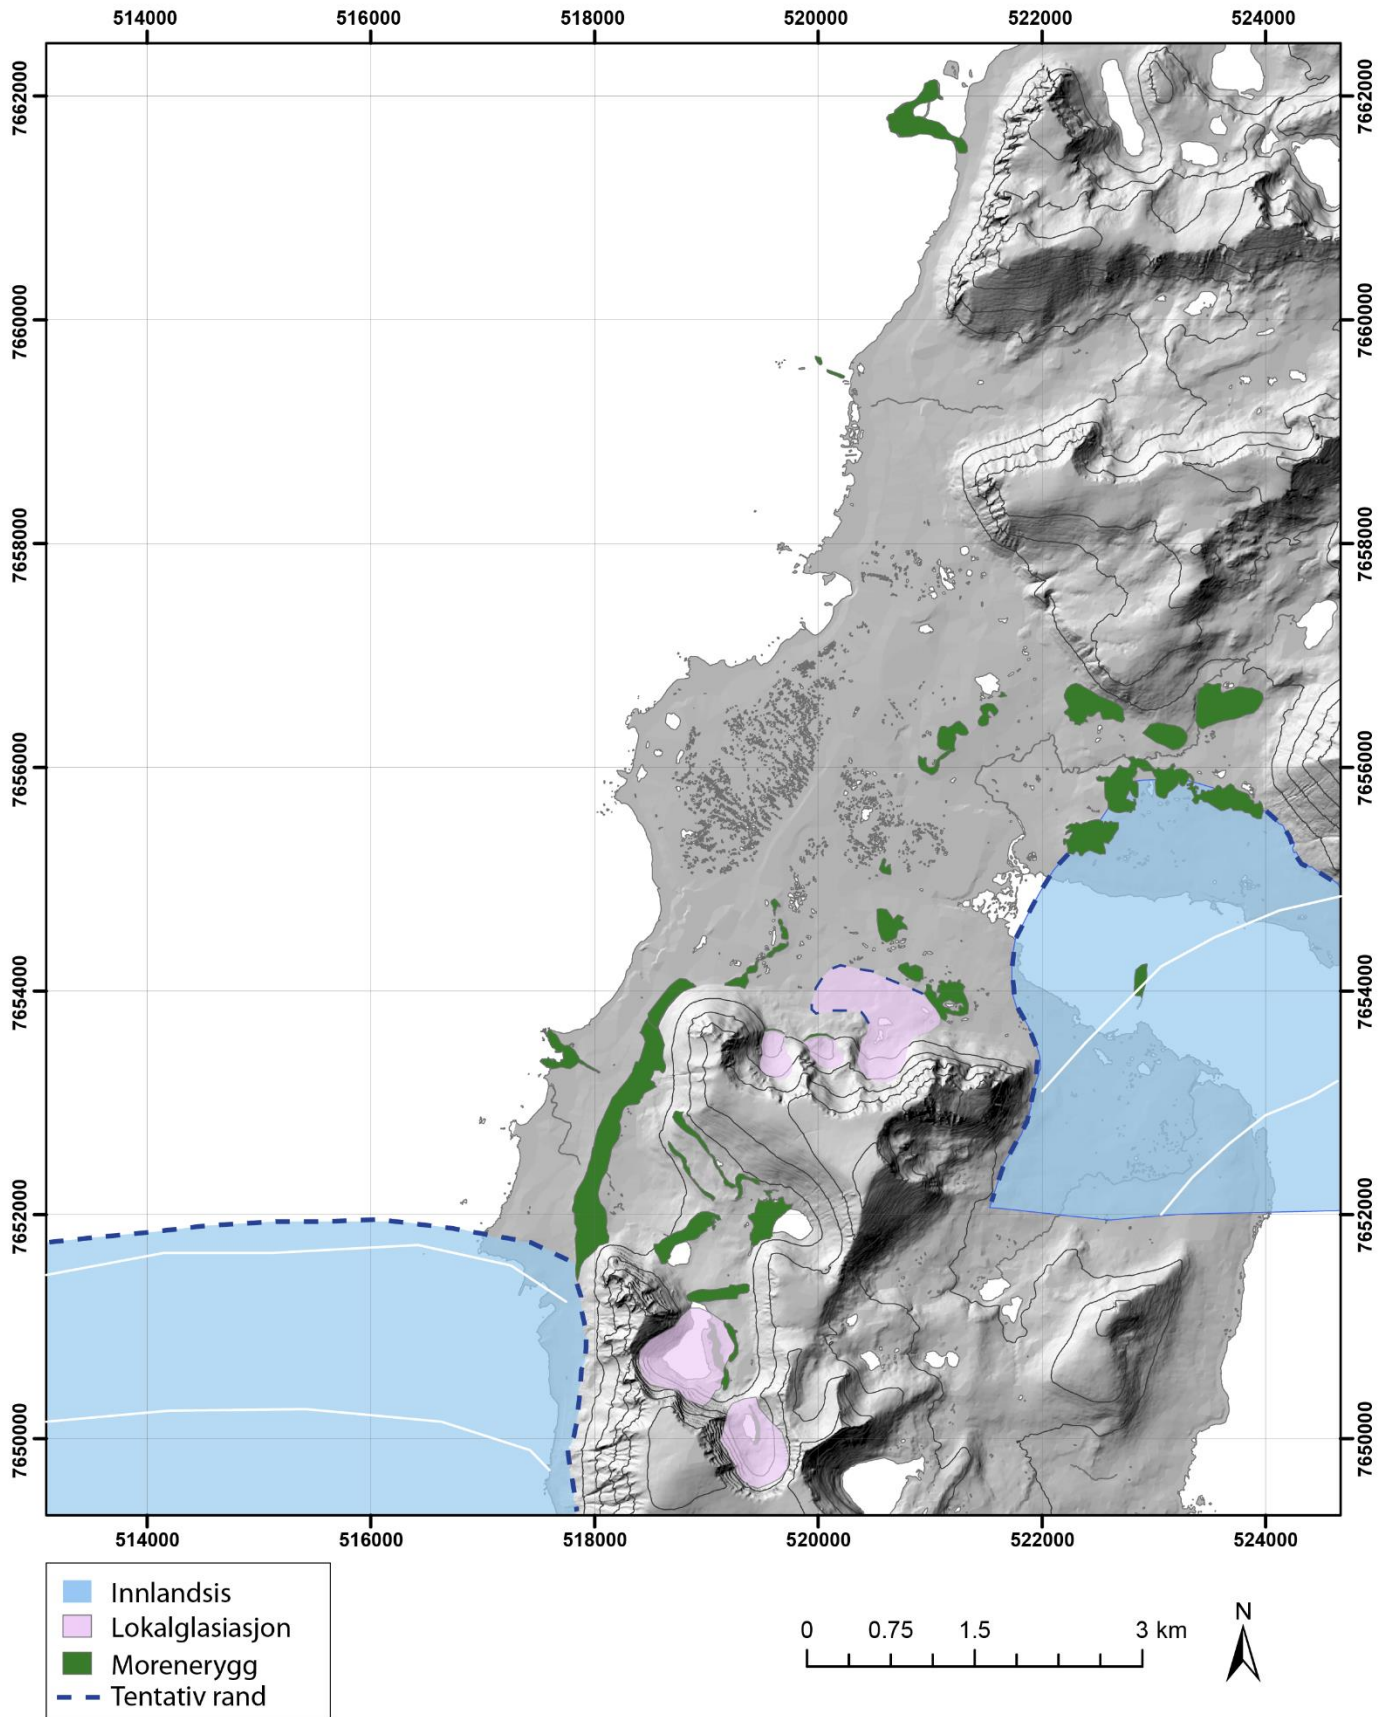 514000 516000 518000 520000 522000 524000
7662000 7662000
7660000 7660000
7658000 7658000
7656000 7656000
7654000 7654000
7652000 7652000
7650000 7650000
514000 516000 518000 520000 522000 524000
Innlandsis
Lokalglasiasjon
Morenerygg
Tentativ rand
0 0.75 1.5 3 km
N